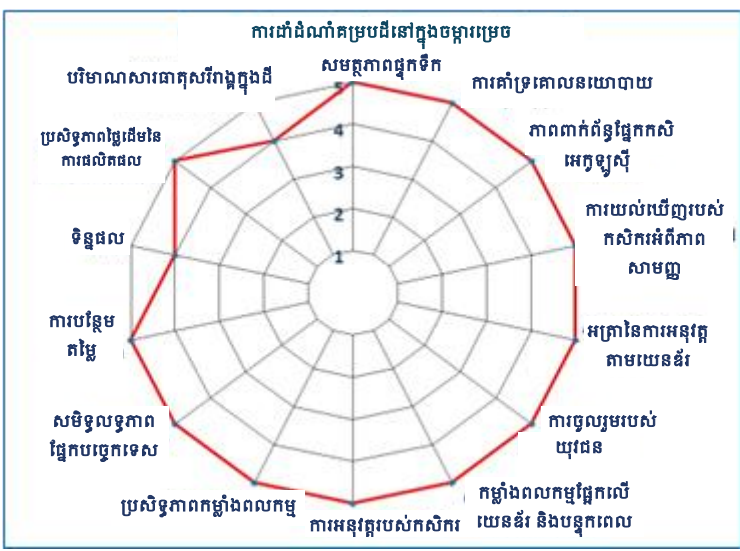 ការដាំដំណាំគម្របដីនៅក្នុងចម្ការម្រេច
សមត្ថភាពផ្ទុកទឹក
បរិមាណសារធាតុសរីរាង្គក្នុងដី
ការគាំទ្រគោលនយោបាយ
ប្រសិទ្ធភាពថ្លៃដើមនៃ
ការផលិតផល
ភាពពាក់ព័ន្ធផ្នែកកសិ
អេកូឡូស៊ី
ការយល់ឃើញរបស់
កសិករអំពីភាព
សាមញ្ញ
ទិន្នផល
ការបន្ថែម
តម្លៃ
អត្រានៃការអនុវត្ត
តាមយេនឌ័រ
សមិទ្ធលទ្ធភាព
ផ្នែកបច្ចេកទេស
ការចូលរួមរបស់
យុវជន
ប្រសិទ្ធភាពកម្លាំងពលកម្ម
ការអនុវត្តរបស់កសិករ
កម្លាំងពលកម្មផ្អែកលើ
យេនឌ័រ និងបន្ទុកពេល
5
4
3
2
1